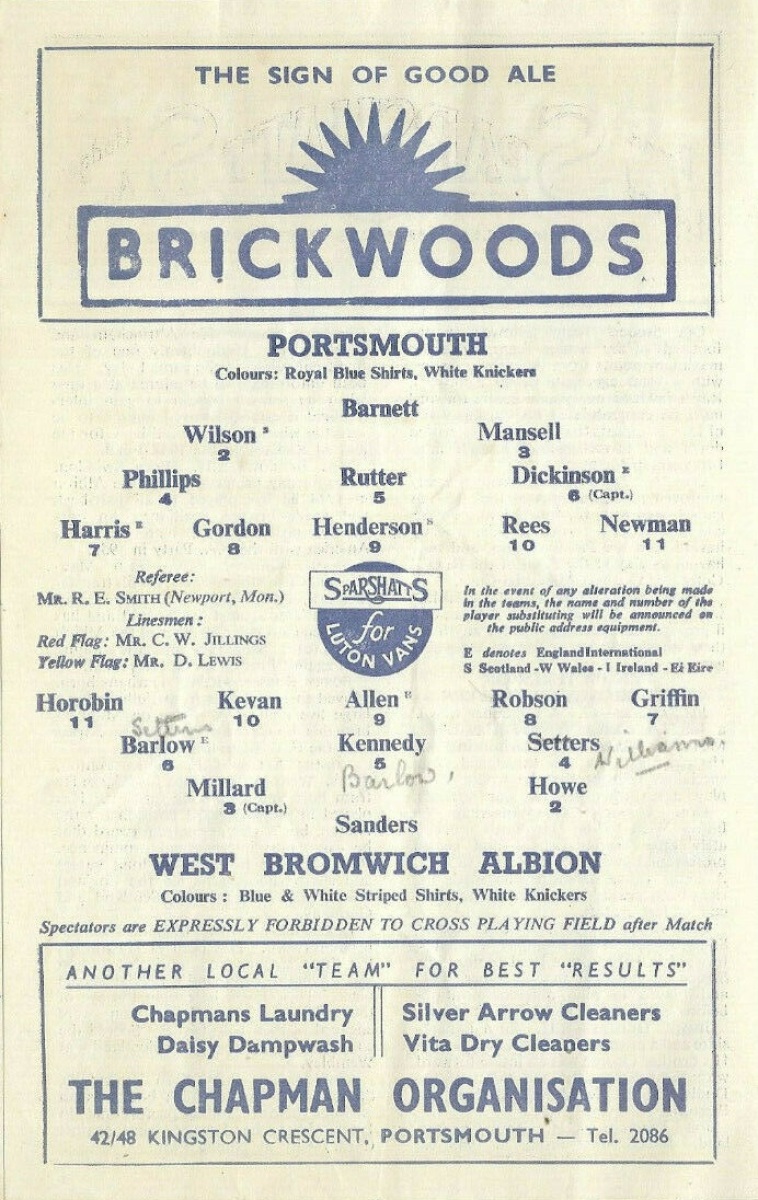 THE SIGN OF GOOD ALE
BRICKWOODS
PORTSMOUTH
Colours: Royal Blue Shirts, White Knickers
Barnett
Wilson S Mansell
2 3
Phillips Rutter Dickinson E
4 5 6 (Capt.)
Harris E Gordon Henderson S Rees Newman
7 8 9 10 11
Referee:
MR. R. E. SMITH (Newport, Mon.)
Linesmen:
Red Flag: MR. C. W. JILLINGS
Yellow Flag: MR. D. LEWIS
SPARSHATTS
for
LUTON VANS
In the event of any alteration being made
in the teams, the name and number of the
player substituting will be announced on
the public address equipment.
E denotes England International
S Scotland - W Wales - I Ireland - Ei Eire
Horobin Kevan Allen E Robson Griffin
11 10 9 8 7
Setters
Barlow E Kennedy Setters Williams.
6 5 4
Barlow.
Millard Howe
3 (Capt.) 2
Sanders
WEST BROMWICH ALBION
Colours : Blue & White Striped Shirts, White Knickers
Spectators are EXPRESSLY FORBIDDEN TO CROSS PLAYING FIELD after Match
ANOTHER LOCAL "TEAM" FOR BEST "RESULTS"
Chapmans Laundry Silver Arrow Cleaners
Daisy Dampwash Vita Dry Cleaners
THE CHAPMAN ORGANISATION
42/48 KINGSTON CRESCENT, PORTSMOUTH — Tel. 2086